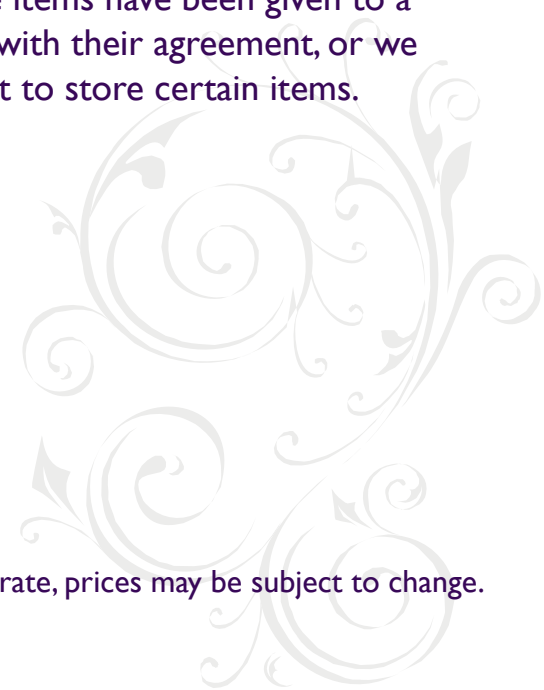 items have been given to a
with their agreement, or we
t to store certain items.
rate, prices may be subject to change.